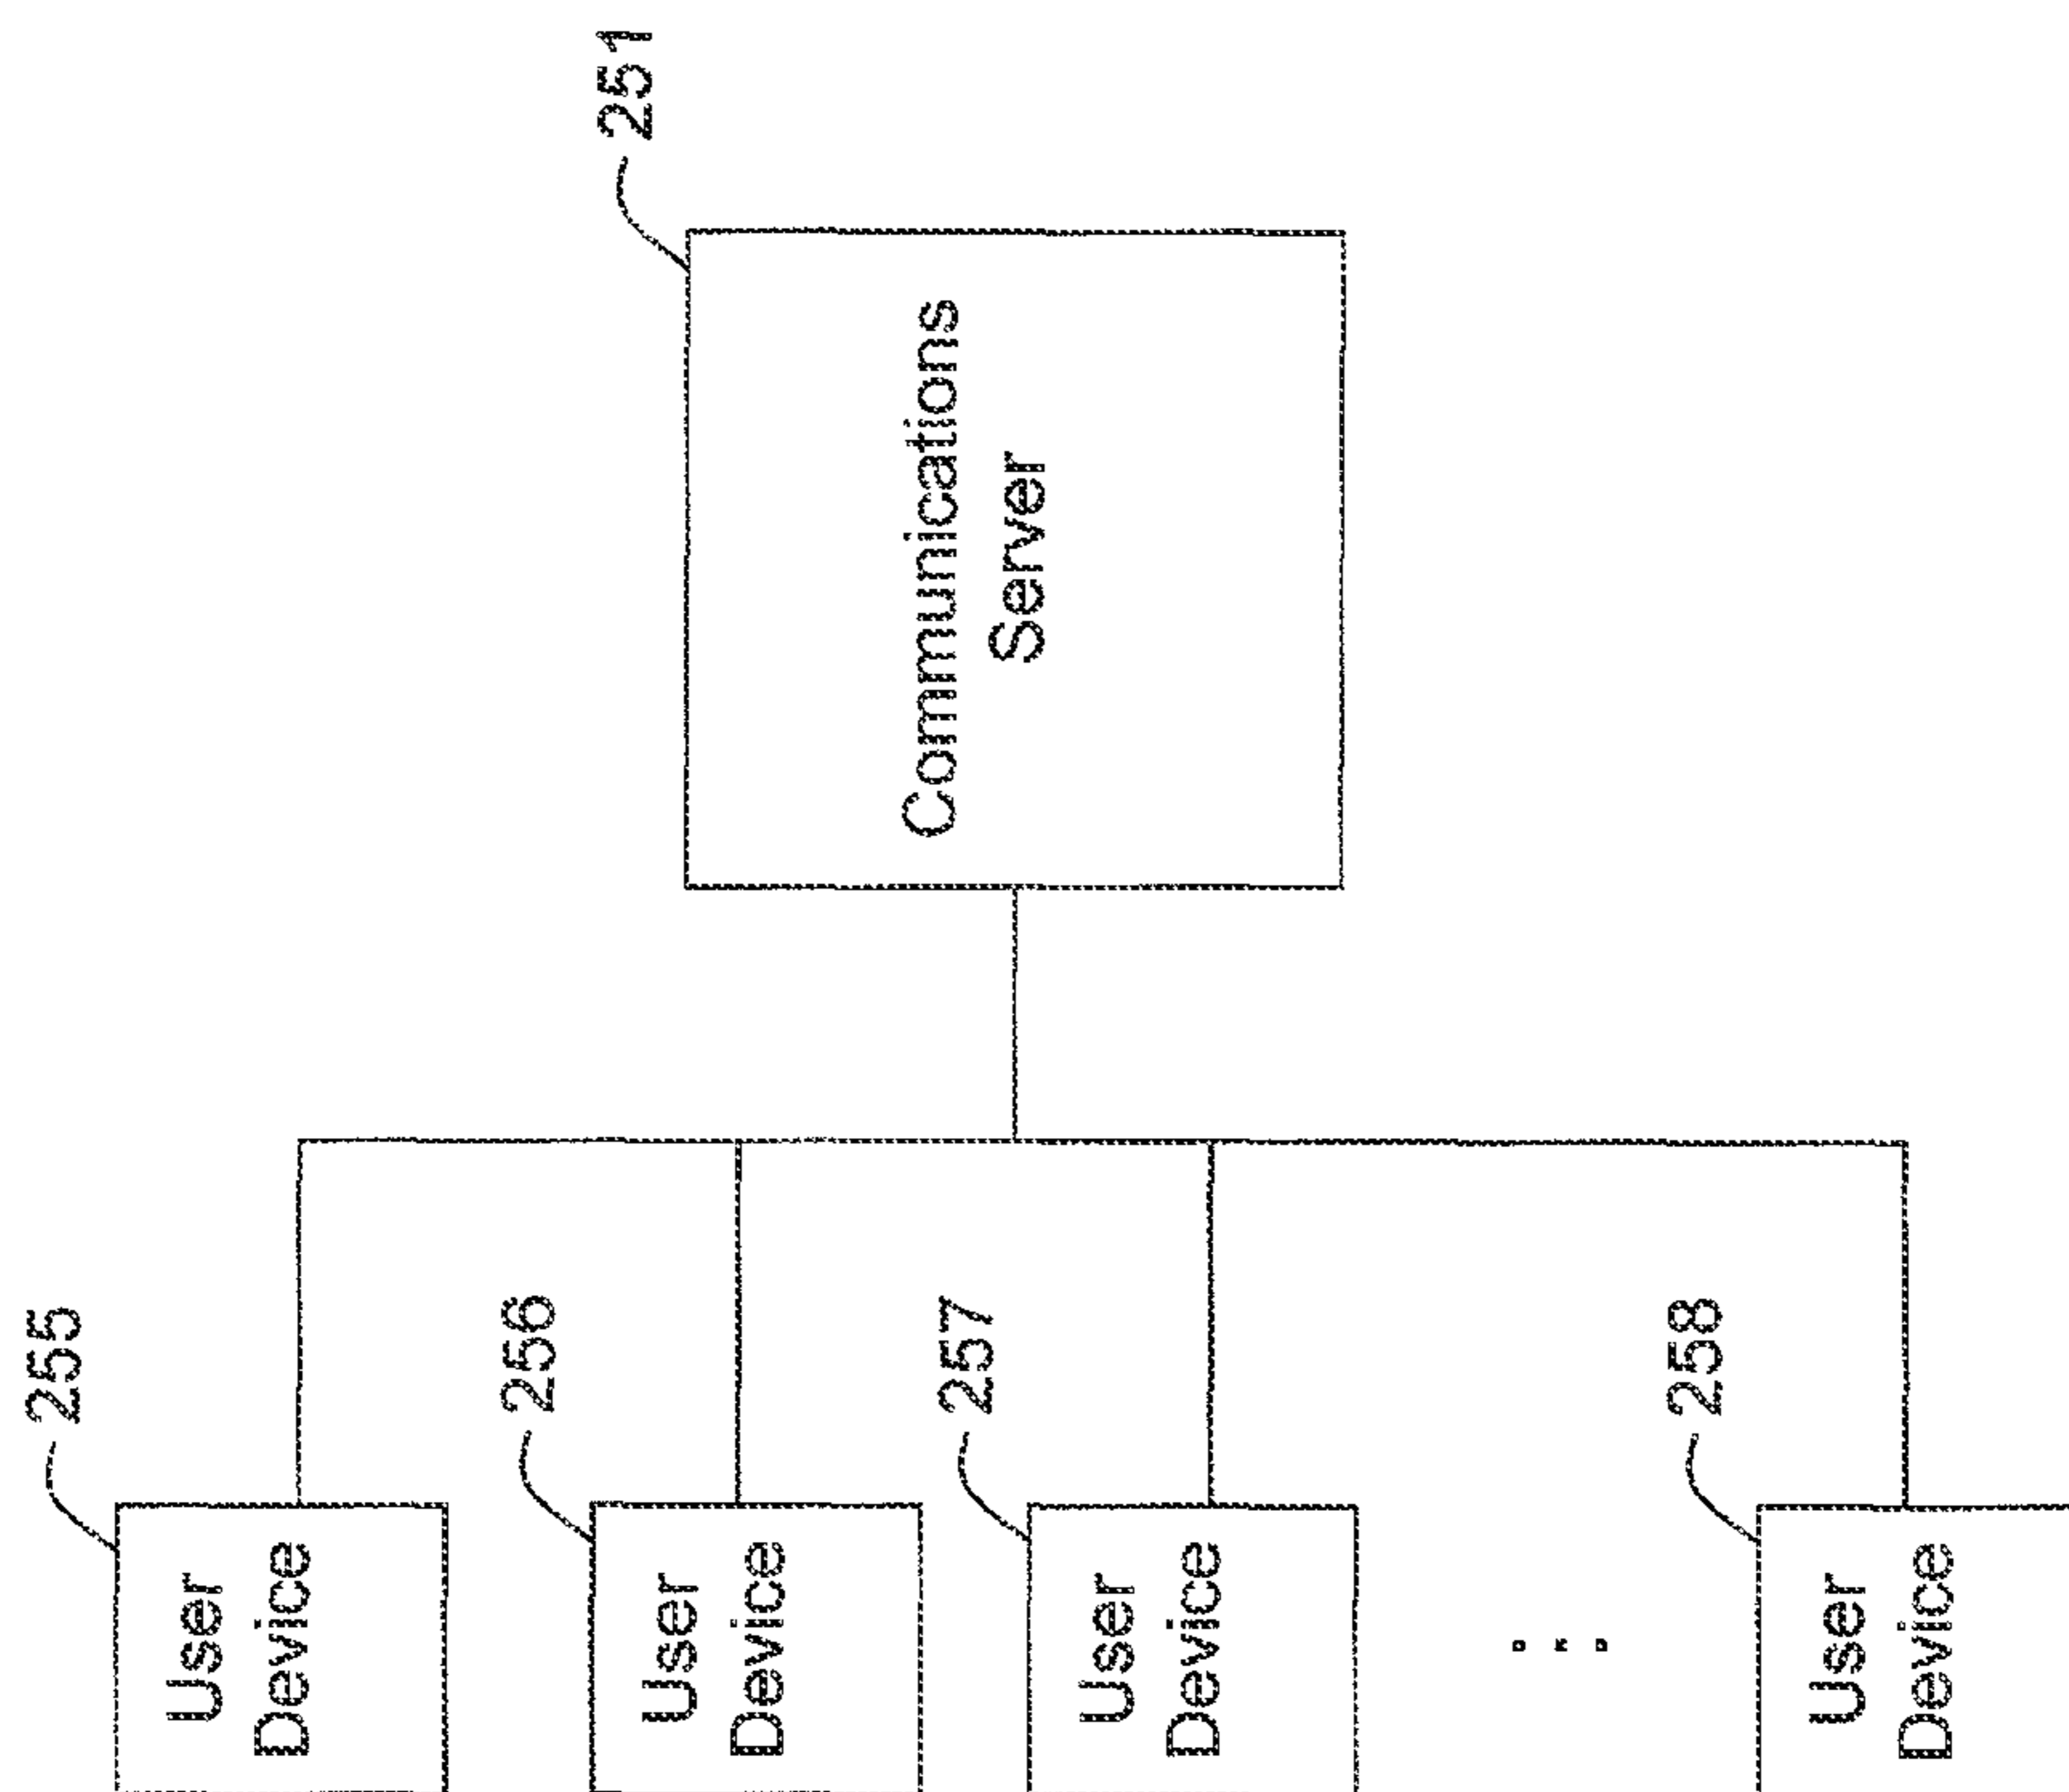 251
Communications
Server
255
User
Device
256
User
Device
257
User
Device
258
User
Device